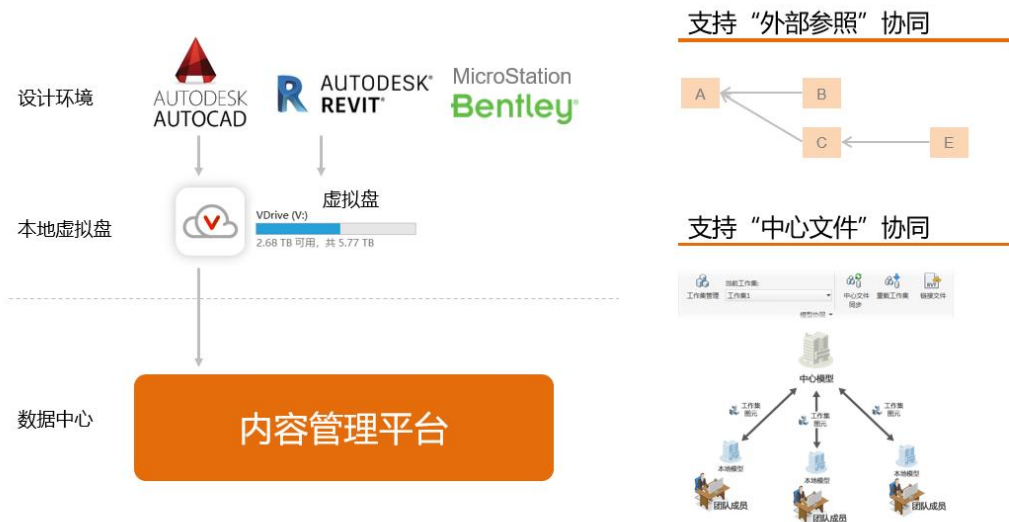 设计环境
AUTODESK
AUTOCAD
AUTODESK®
REVIT®
MicroStation
Bentley®
本地虚拟盘
虚拟盘
VDrive (V:)
2.68 TB 可用，共 5.77 TB
数据中心
内容管理平台
支持“外部参照”协同
A
B
C
E
支持“中心文件”协同
工作集管理
当前工作集:
工作集1
中心文件
同步
重载工作集
链接文件
模型协同
中心模型
工作集
图元
工作集
图元
工作集
图元
本地模型
本地模型
本地模型
团队成员
团队成员
团队成员